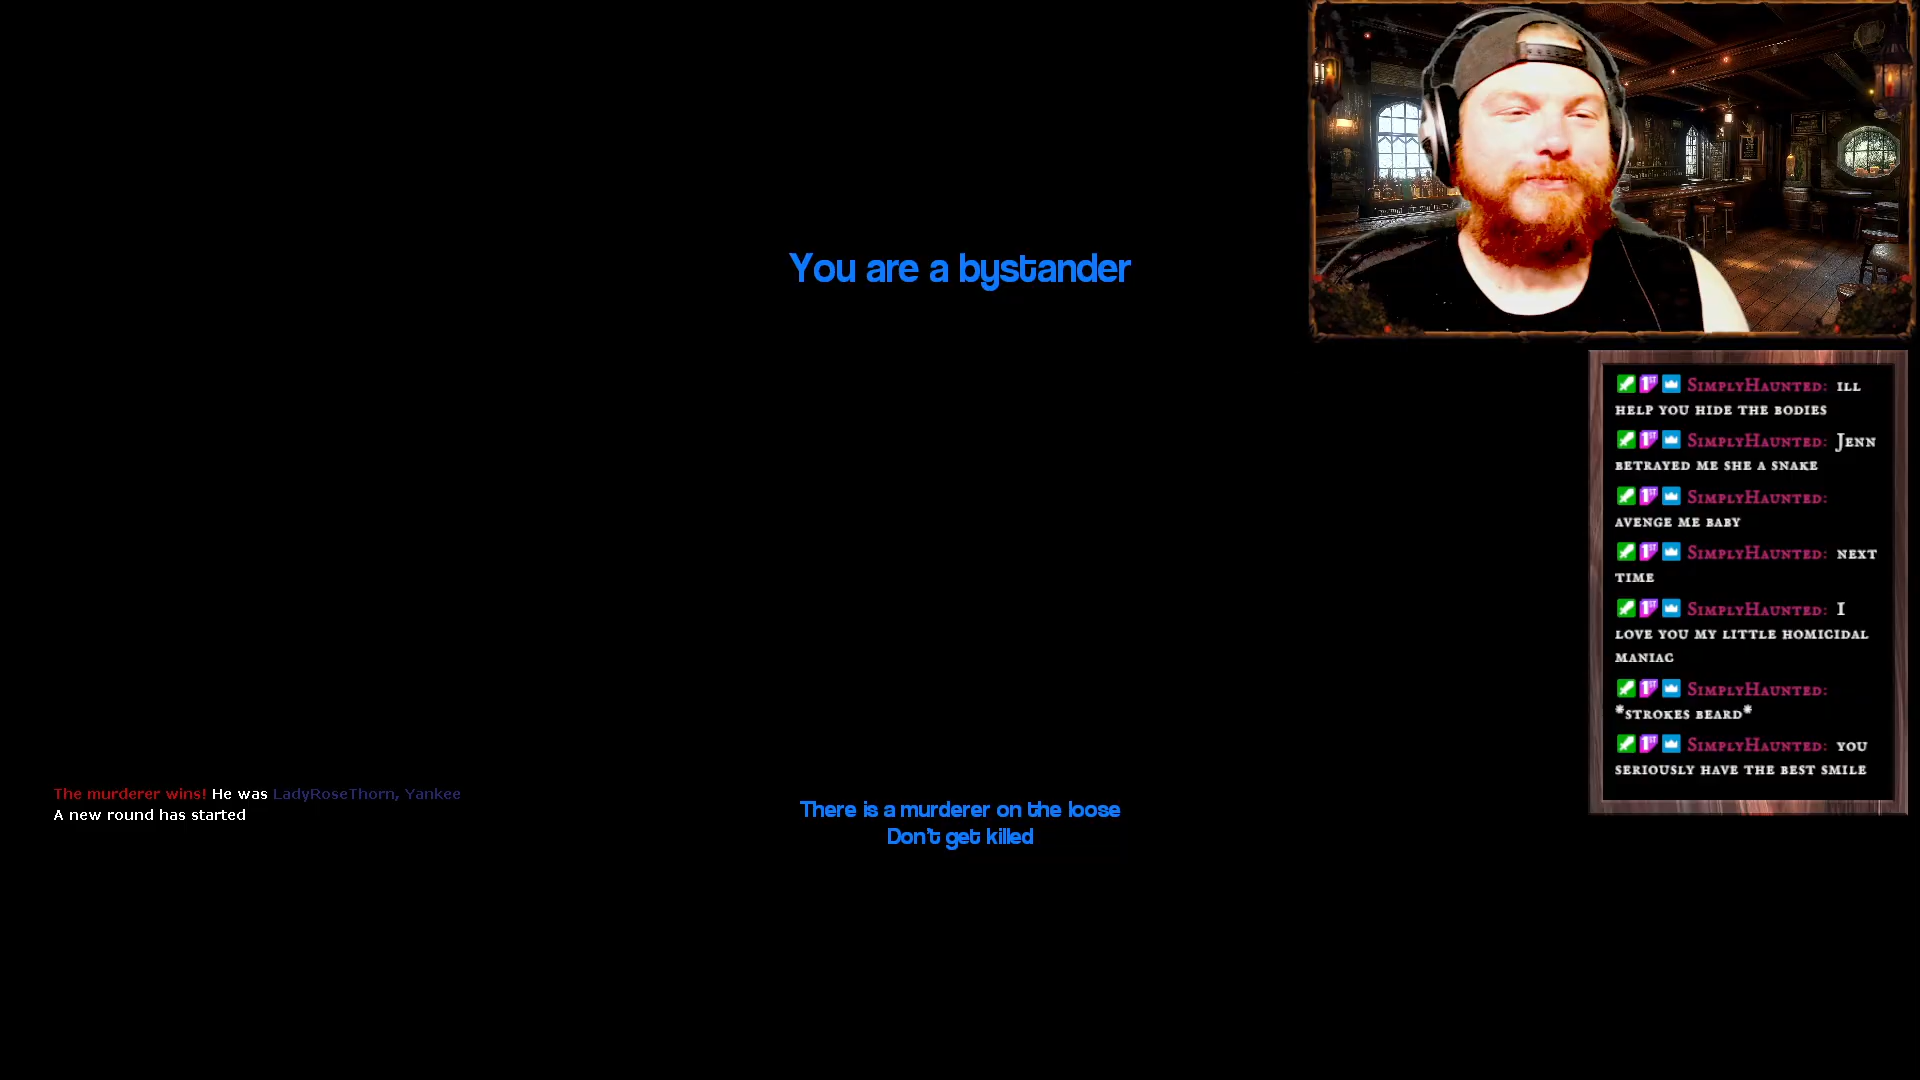 You are a bystander
SimplyHaunted: ill
help you hide the bodies
SimplyHaunted: Jenn
betrayed me she a snake
SimplyHaunted:
avenge me baby
SimplyHaunted: next
time
SimplyHaunted: I
love you my little homicidal
maniac
SimplyHaunted:
*strokes beard*
SimplyHaunted: you
seriously have the best smile
The murderer wins! He was LadyRoseThorn, Yankee
A new round has started
There is a murderer on the loose
Don't get killed